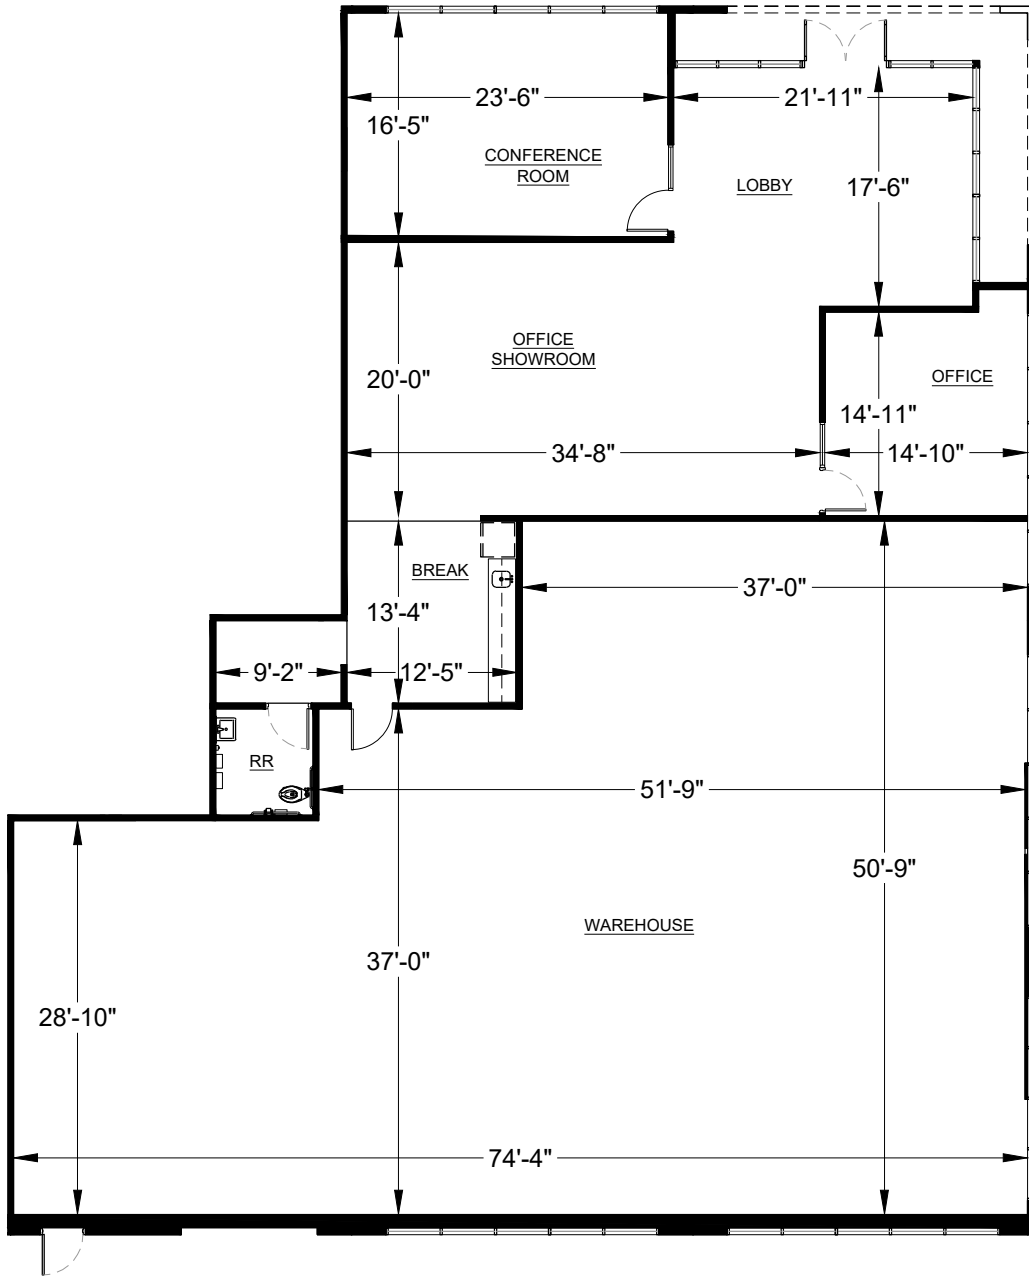 23'-6"
21'-11"
16'-5"
CONFERENCE
ROOM
LOBBY
17'-6"
OFFICE
SHOWROOM
20'-0"
OFFICE
14'-11"
34'-8"
14'-10"
BREAK
37'-0"
13'-4"
9'-2"
12'-5"
RR
51'-9"
50'-9"
WAREHOUSE
37'-0"
28'-10"
74'-4"